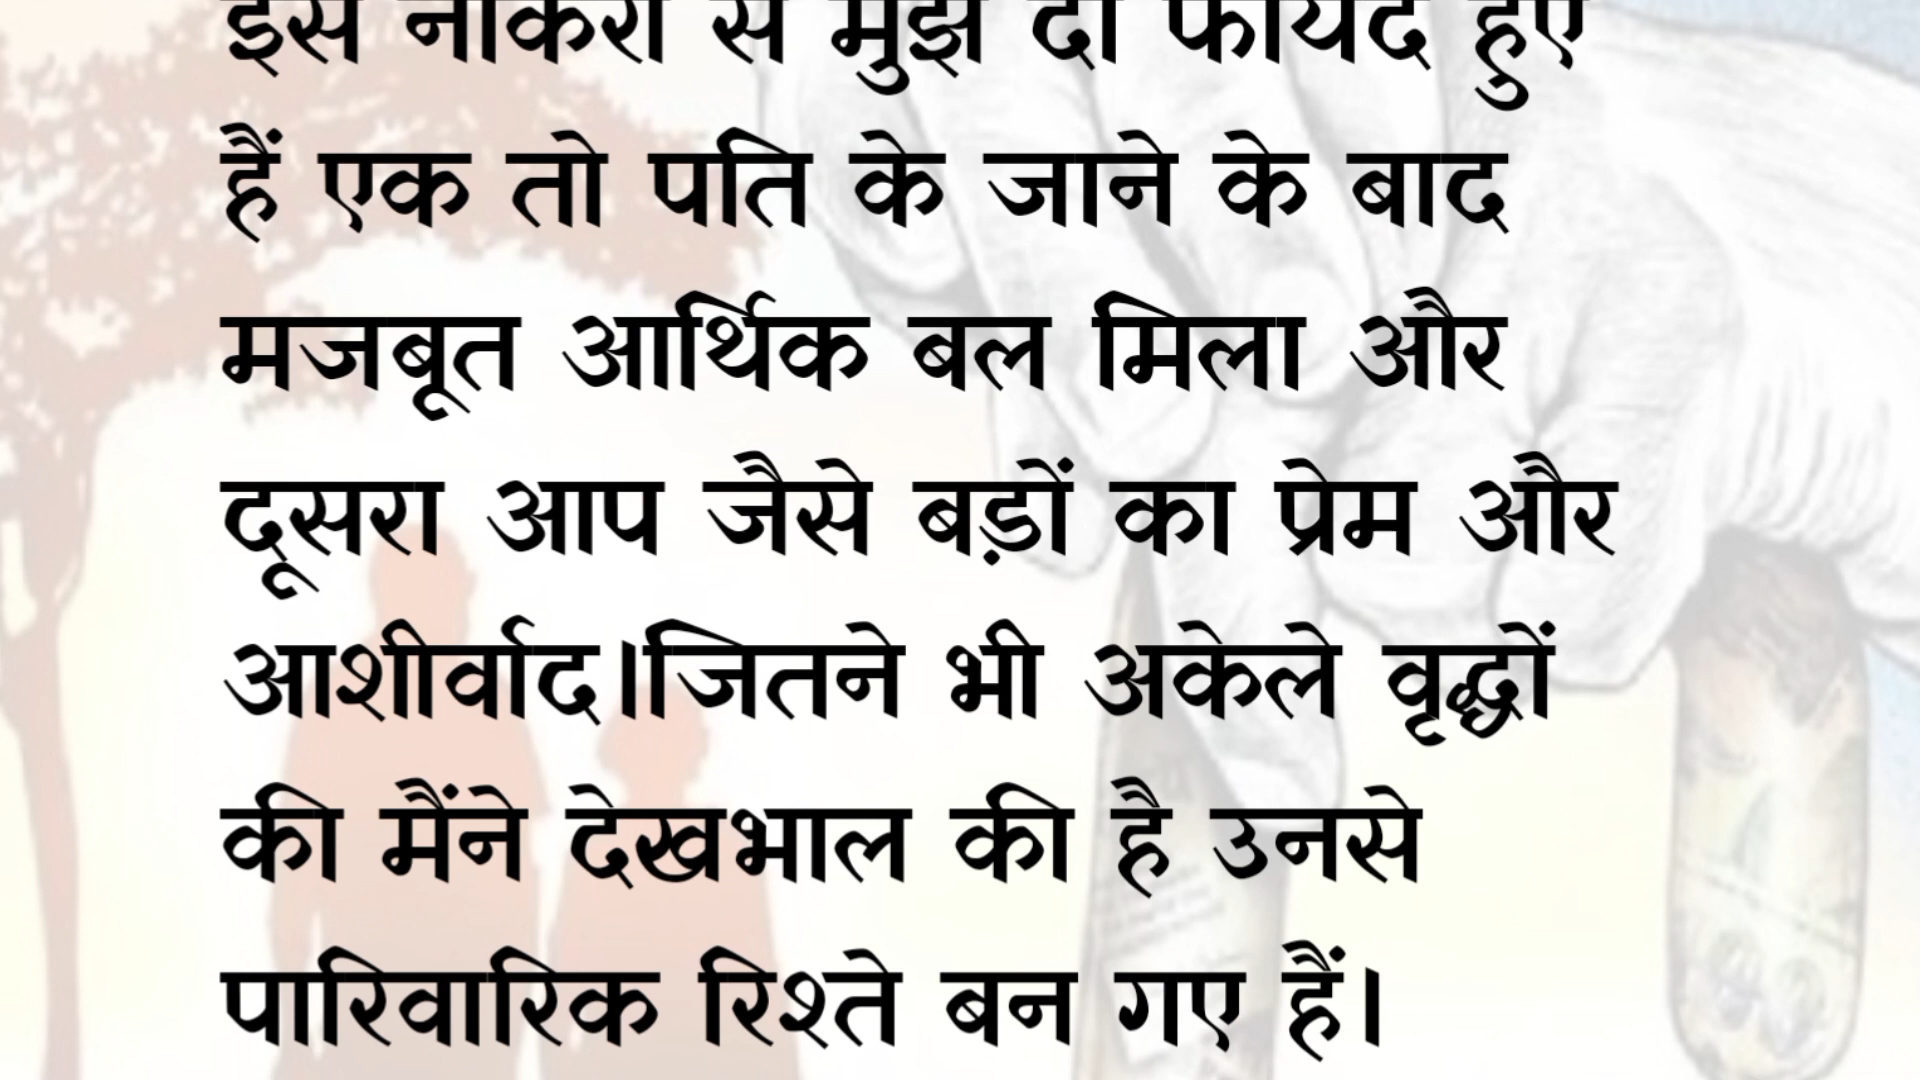 इस नौकरी से मुझे दो फायदे हुए
हैं एक तो पति के जाने के बाद
मजबूत आर्थिक बल मिला और
दूसरा आप जैसे बड़ों का प्रेम और
आशीर्वाद।जितने भी अकेले वृद्धों
की मैंने देखभाल की है उनसे
पारिवारिक रिश्ते बन गए हैं।